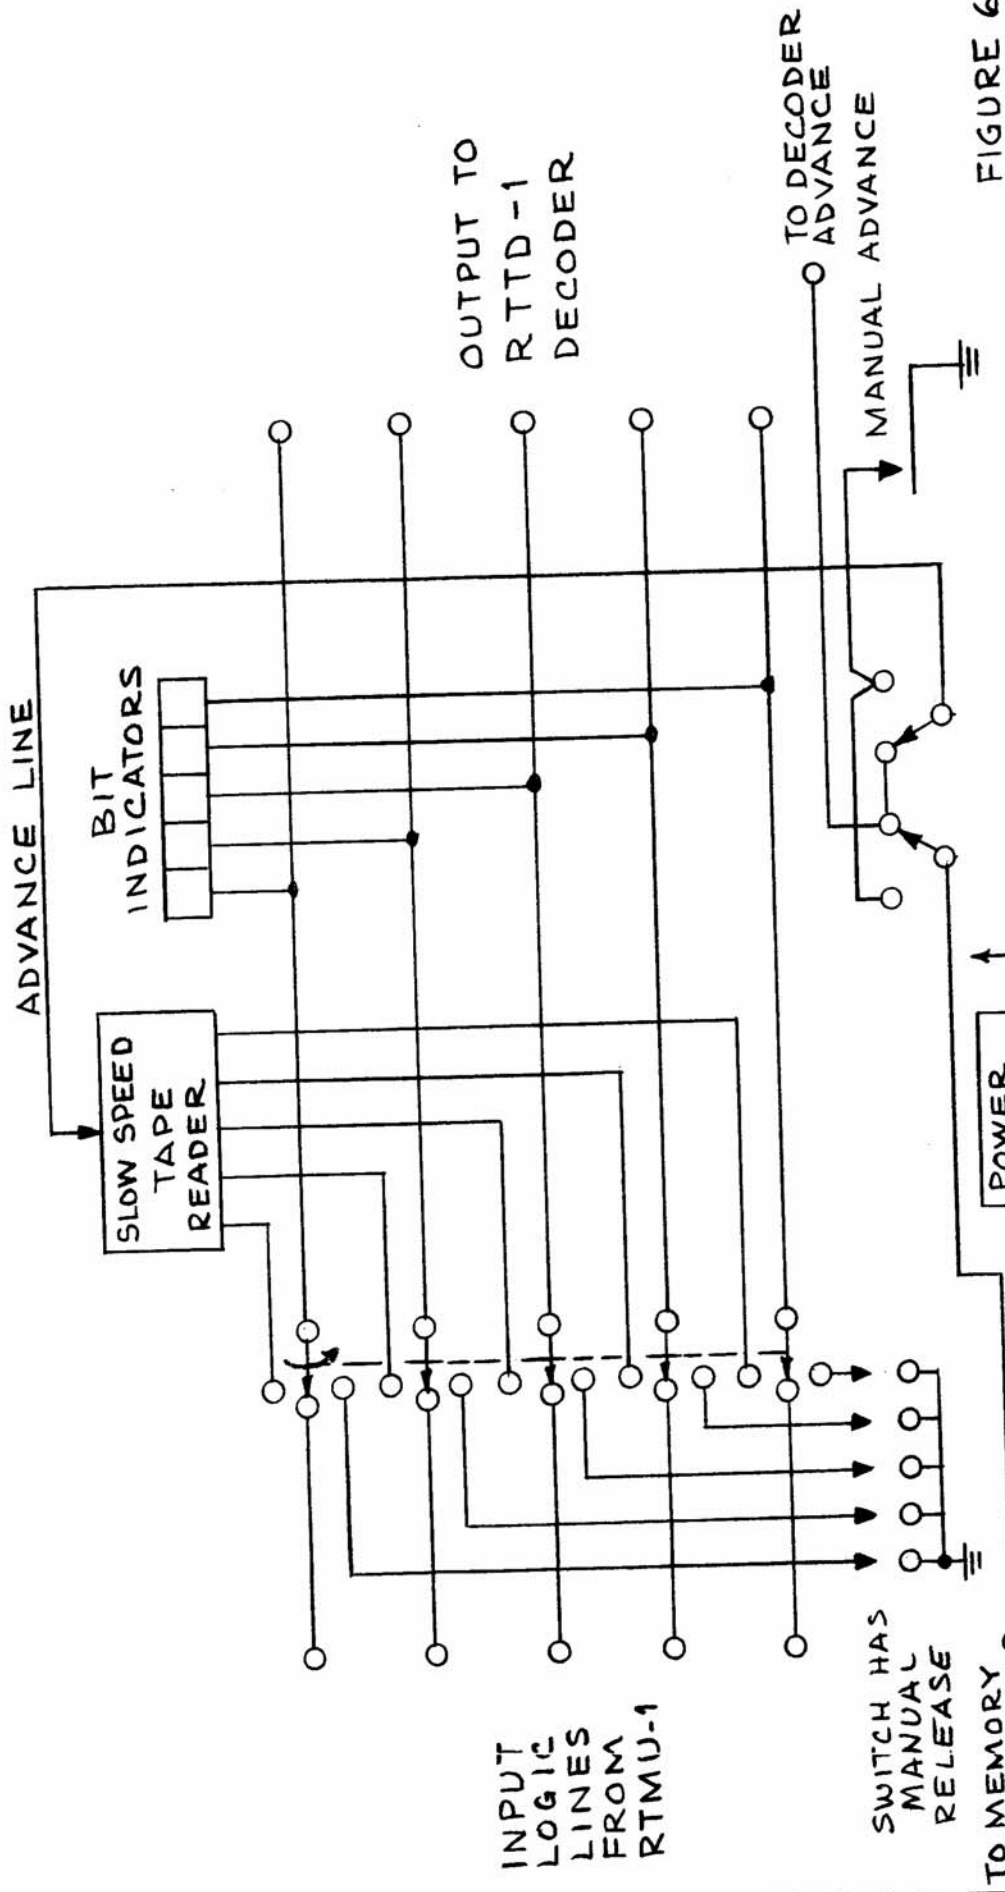 ADVANCE LINE
BIT
INDICATORS
SLOW SPEED
TAPE
READER
OUTPUT TO
RTTD-1
DECODER
INPUT
LOGIC
LINES
FROM
RTMU-1
TO DECODER
ADVANCE
MANUAL ADVANCE
SWITCH HAS
MANUAL
RELEASE
POWER
TO MEMORY
FIGURE 6